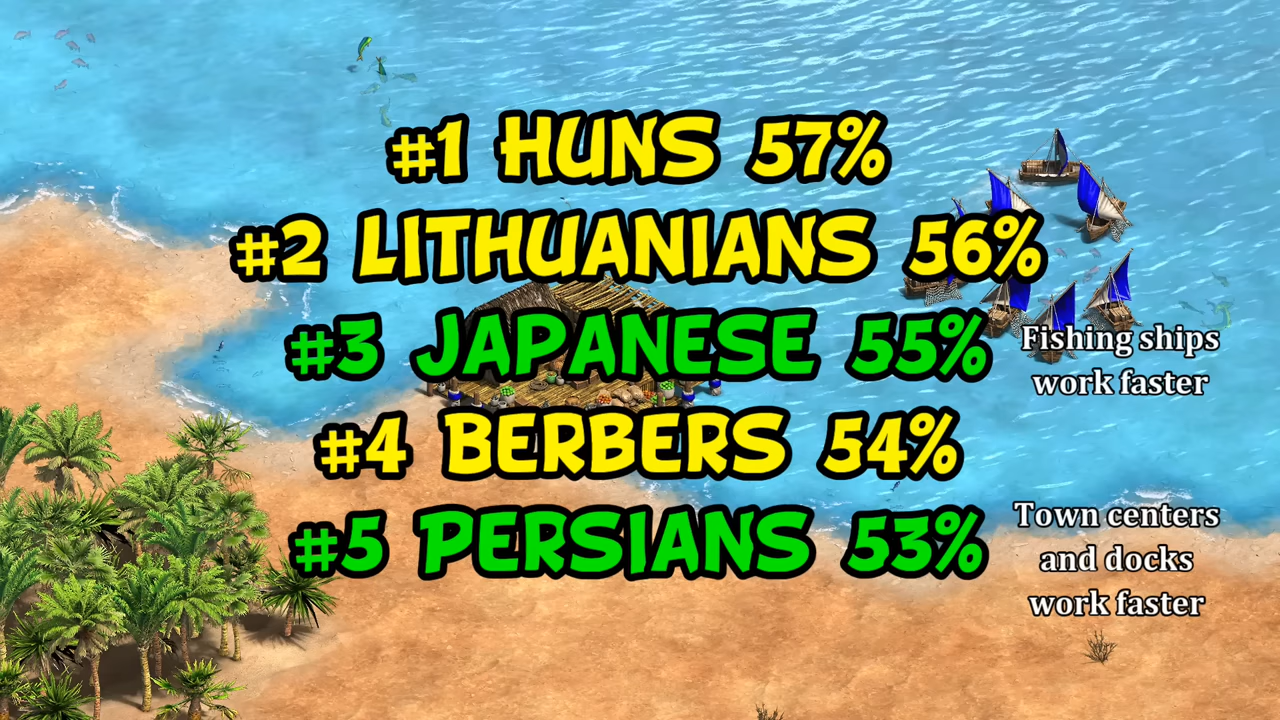 #1 HUNS 57%
#2 LITHUANIANS 56%
#3 JAPANESE 55%
Fishing ships
work faster
#4 BERBERS 54%
#5 PERSIANS 53%
Town centers
and docks
work faster